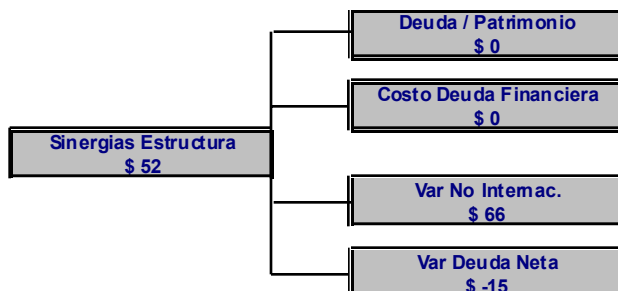 Deuda / Patrimonio
$ 0
Costo Deuda Financiera
$ 0
Sinergias Estructura
$ 52
Var No Internac.
$ 66
Var Deuda Neta
$ -15